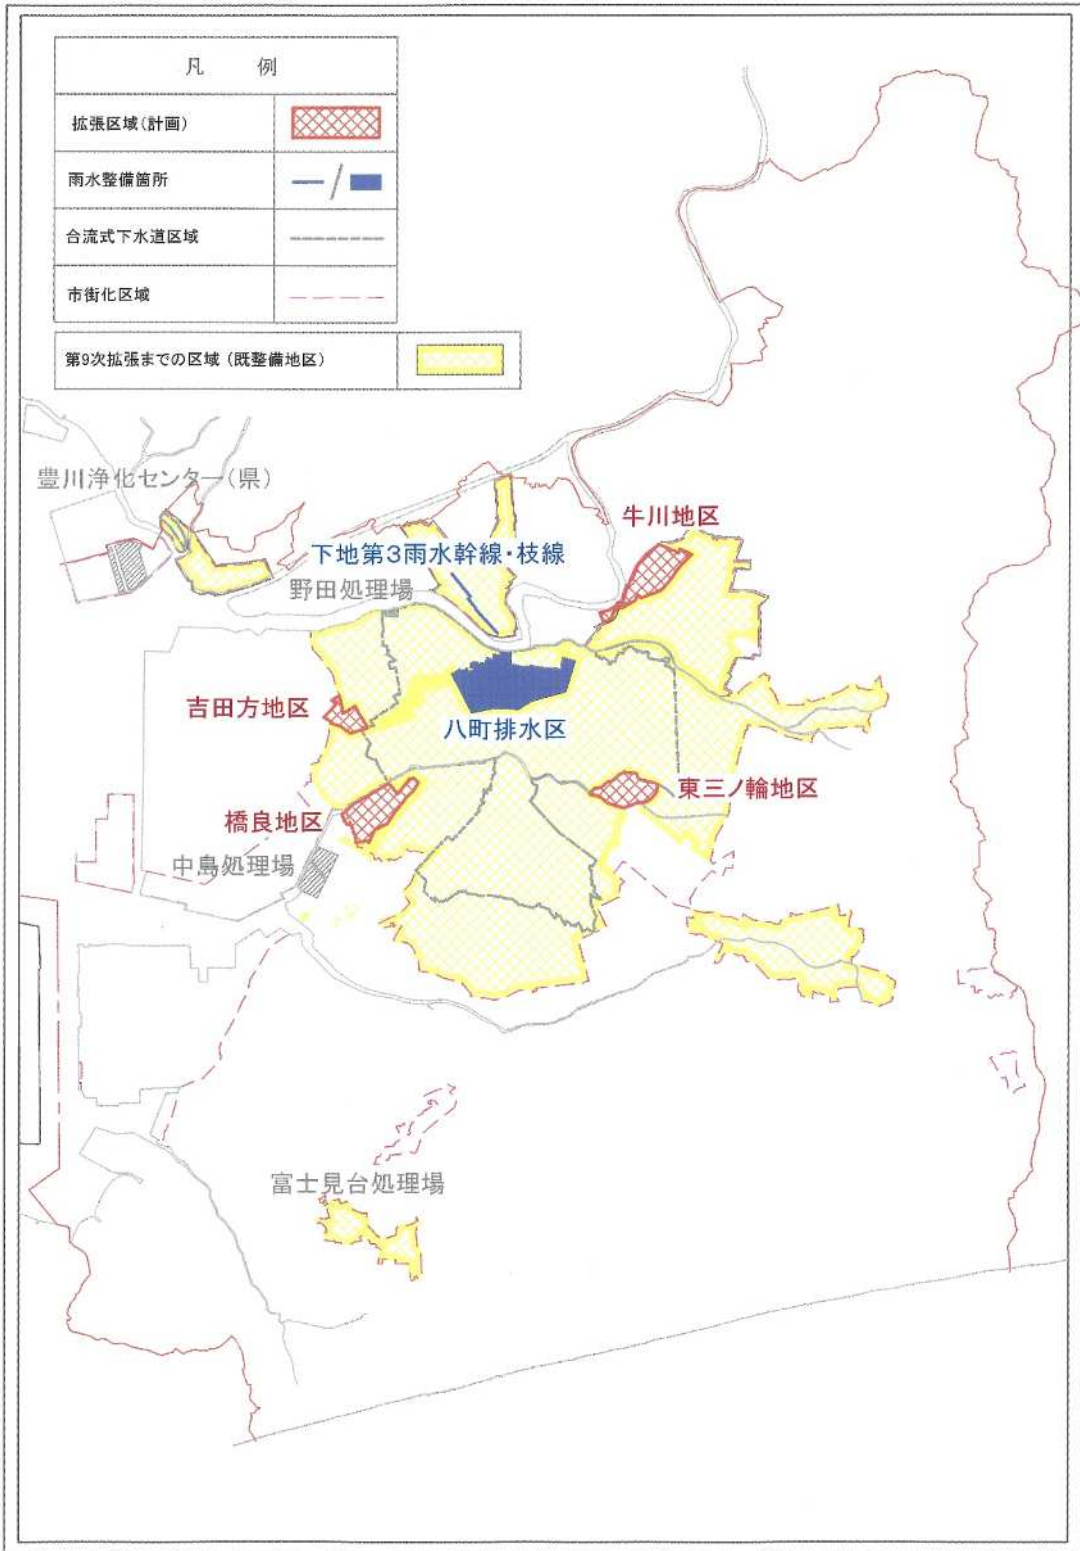 凡 例
拡張区域(計画)
雨水整備箇所
合流式下水道区域
市街化区域
第9次拡張までの区域 (既整備地区)
豊川浄化センター(県)
牛川地区
下地第3雨水幹線・枝線
野田処理場
吉田方地区
八町排水区
東三ノ輪地区
橋良地区
中島処理場
富士見台処理場